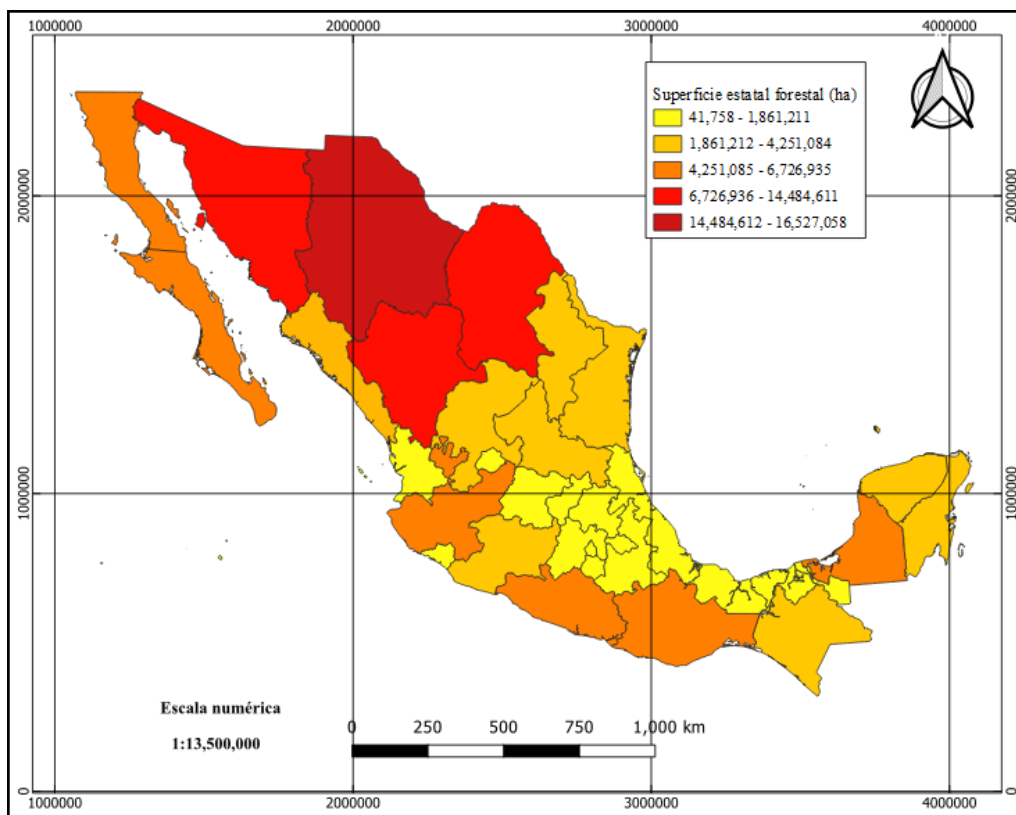 1000000 2000000 3000000 4000000
Superficie estatal forestal (ha)
41,758 - 1,861,211
1,861,212 - 4,251,084
4,251,085 - 6,726,935
6,726,936 - 14,484,611
14,484,612 - 16,527,058
2000000 2000000
1000000 1000000
Escala numérica
1:13,500,000
0 250 500 750 1,000 km
0 0
1000000 2000000 3000000 4000000